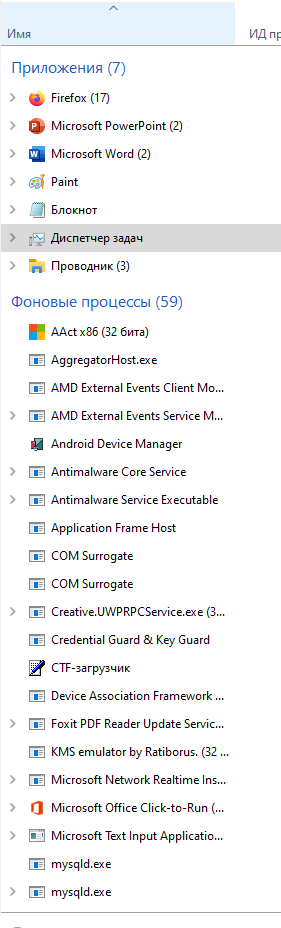 Имя
ИД пр
Приложения (7)
Firefox (17)
Microsoft PowerPoint (2)
Microsoft Word (2)
Paint
Блокнот
Диспетчер задач
Проводник (3)
Фоновые процессы (59)
AAct x86 (32 бита)
AggregatorHost.exe
AMD External Events Client Mo...
AMD External Events Service M...
Android Device Manager
Antimalware Core Service
Antimalware Service Executable
Application Frame Host
COM Surrogate
COM Surrogate
Creative.UWPRPCService.exe (3...
Credential Guard & Key Guard
CTF-загрузчик
Device Association Framework ...
Foxit PDF Reader Update Servic...
KMS emulator by Ratiborus. (32 ...
Microsoft Network Realtime Ins...
Microsoft Office Click-to-Run (...
Microsoft Text Input Applicatio...
mysqld.exe
mysqld.exe